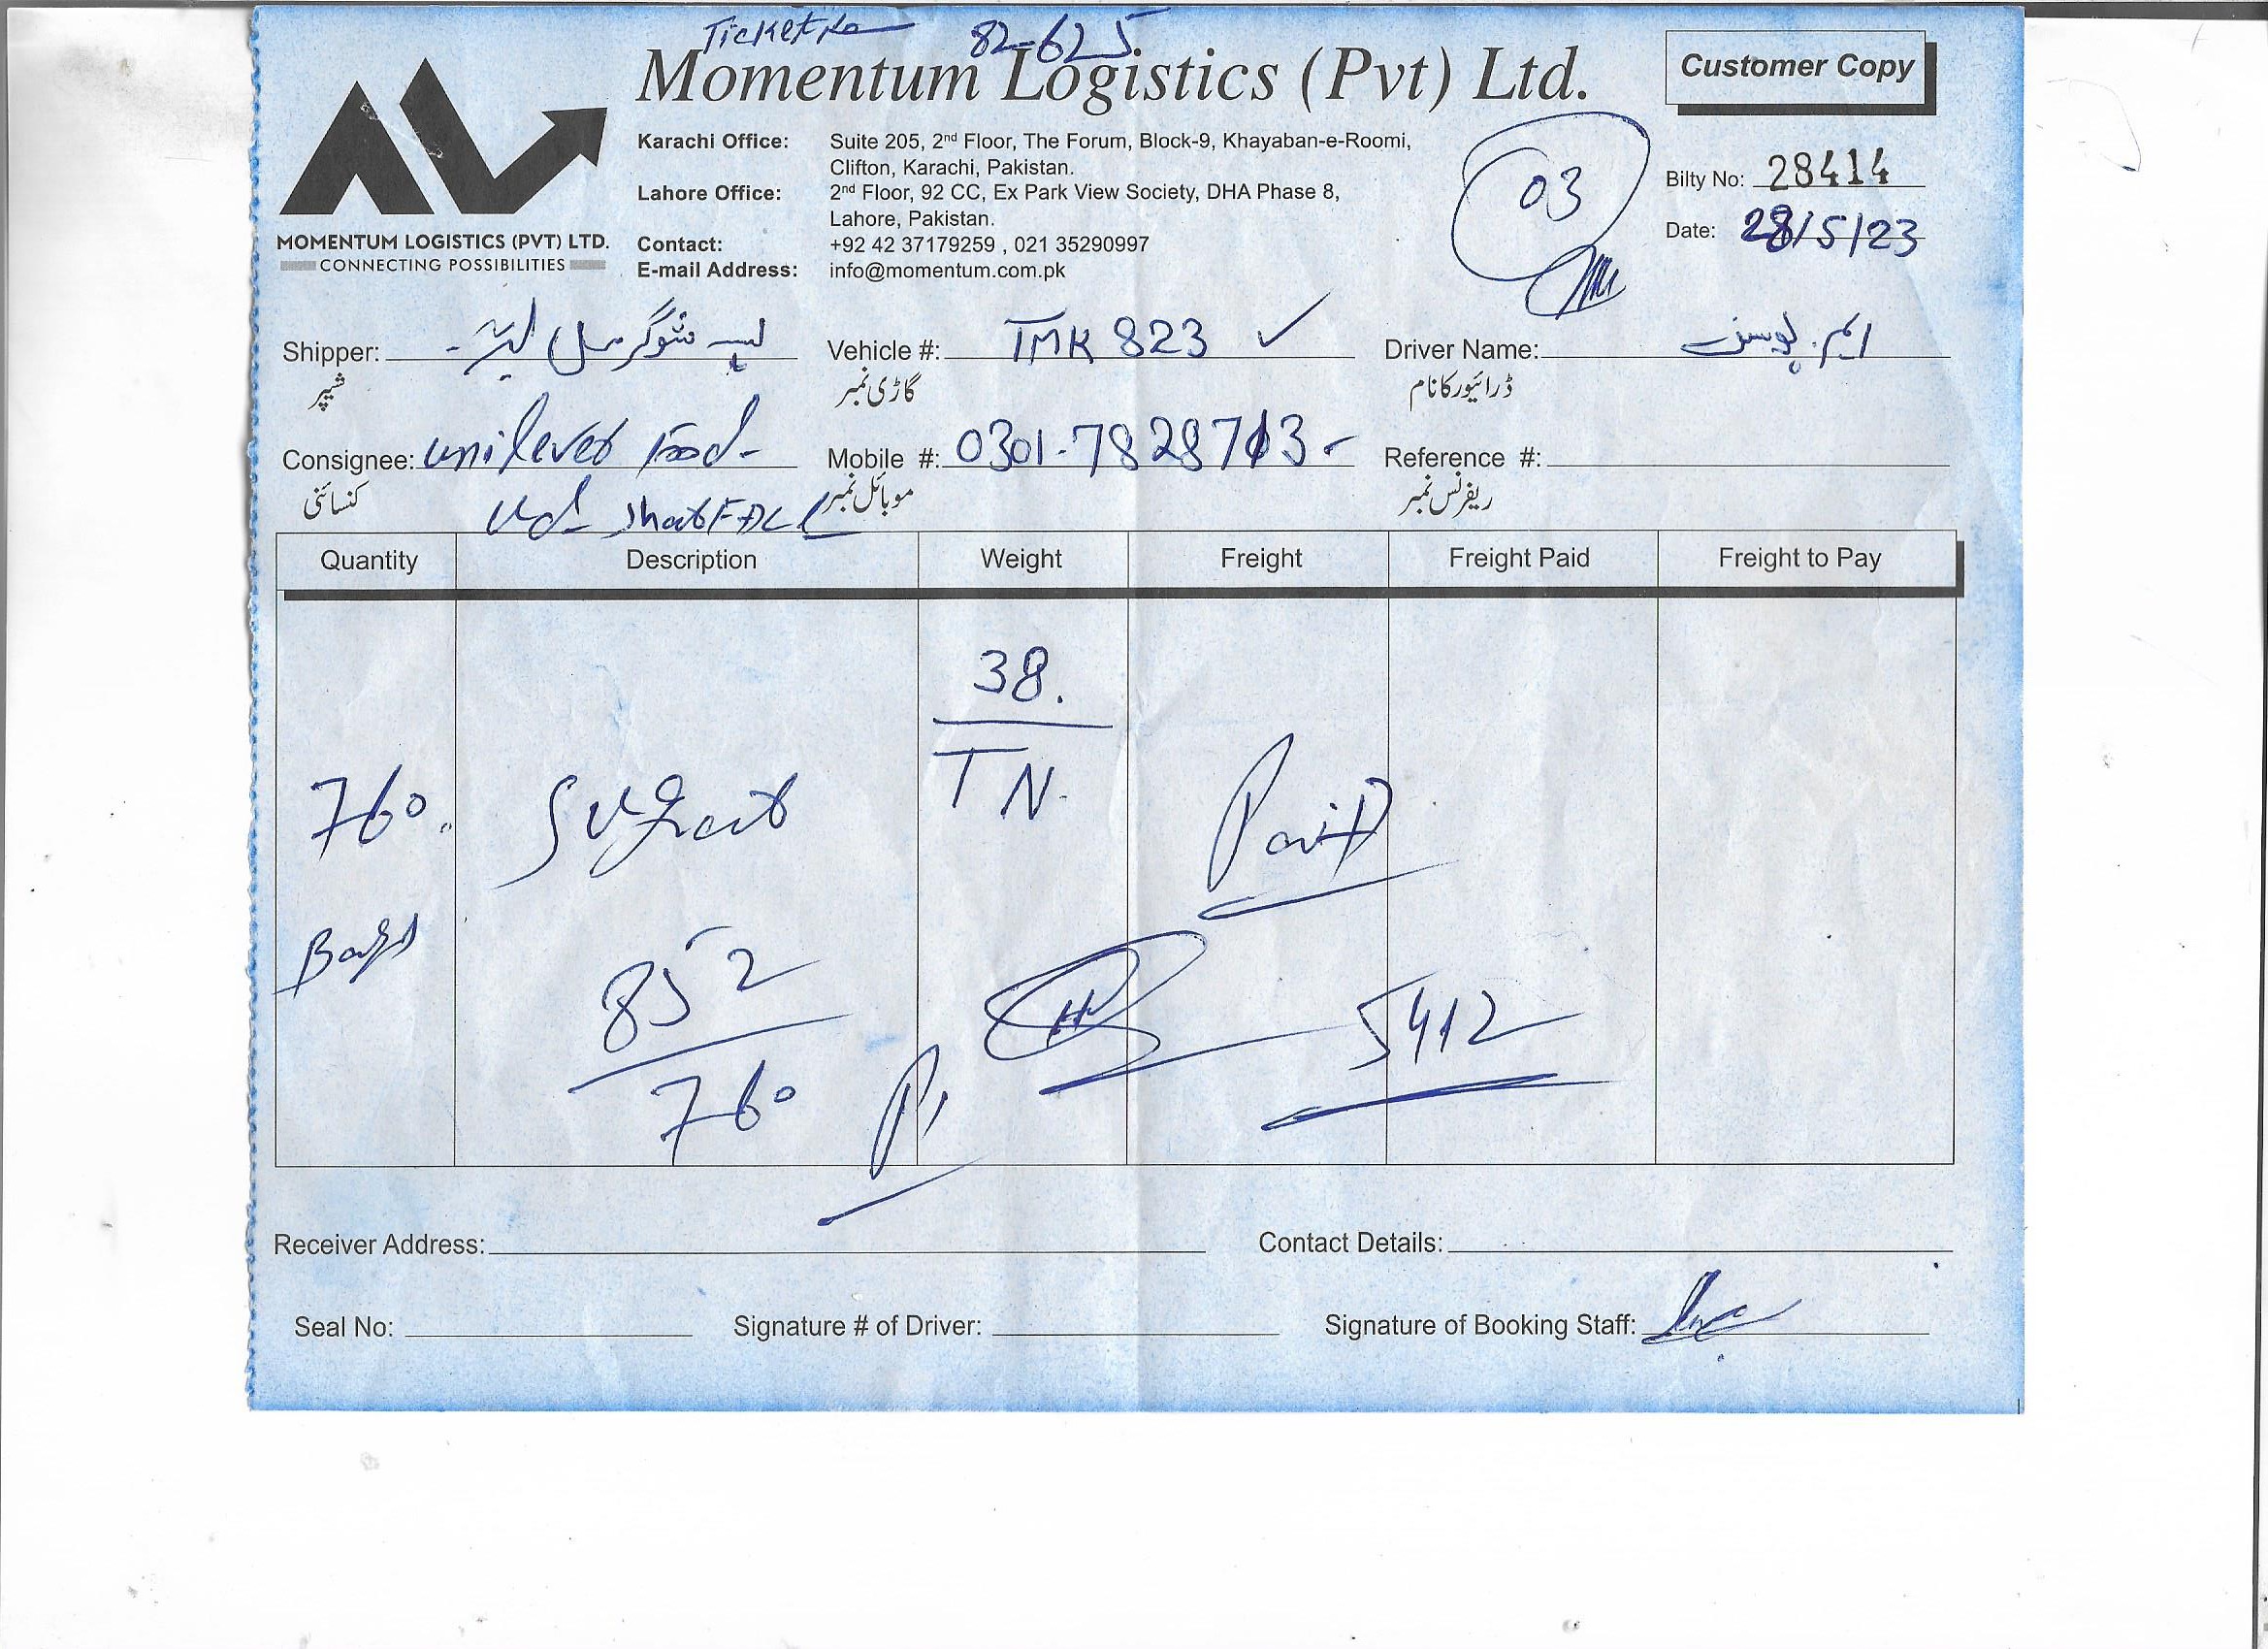 Ticket No 82-625
Momentum Logistics (Pvt) Ltd.
Customer Copy
MOMENTUM LOGISTICS (PVT) LTD.
CONNECTING POSSIBILITIES
Karachi Office: Suite 205, 2nd Floor, The Forum, Block-9, Khayaban-e-Roomi,
Clifton, Karachi, Pakistan.
Lahore Office: 2nd Floor, 92 CC, Ex Park View Society, DHA Phase 8,
Lahore, Pakistan.
Contact: +92 42 37179259 , 021 35290997
E-mail Address: info@momentum.com.pk
03
Bilty No: 28414
Date: 28/5/23
Shipper: لیہ شوگر مل لیہ Vehicle #: TMK 823 Driver Name: ایم یوسف
شیپر گاڑی نمبر ڈرائیور کا نام
Consignee: unilever Food Mobile #: 0301-7828713 Reference #:
کنسائنی موبائل نمبر ریفرنس نمبر
Quantity Description Weight Freight Freight Paid Freight to Pay
38.
TN.
760 Sugar Paid
Bags
852
760
5412
Receiver Address: Contact Details:
Seal No: Signature # of Driver: Signature of Booking Staff: